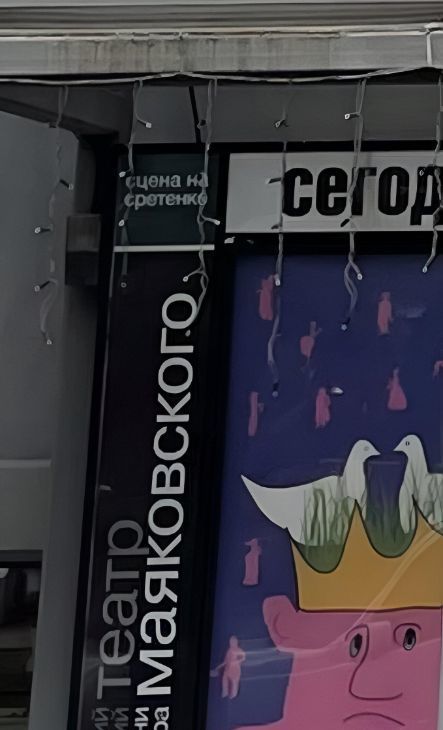 сцена на
сретенке
сегод
театр
маяковского